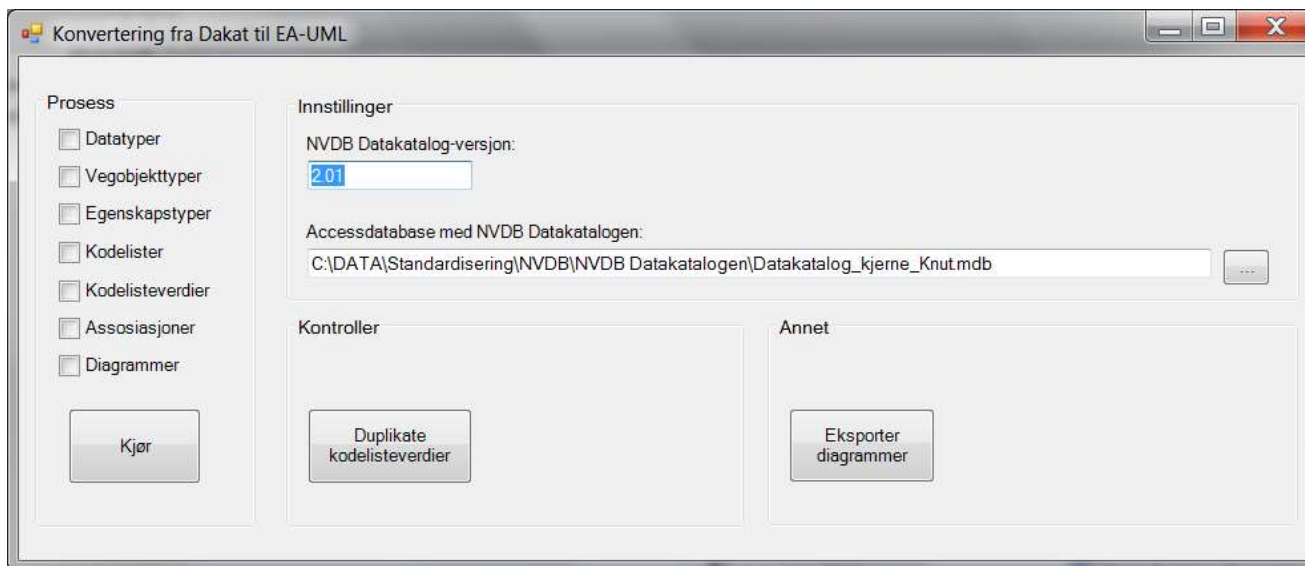 Konvertering fra Dakat til EA-UML
Prosess
Datatyper
Vegobjekttyper
Egenskapstyper
Kodelister
Kodelisteverdier
Assosiasjoner
Diagrammer
Kjør
Innstillinger
NVDB Datakatalog-versjon:
2.01
Accessdatabase med NVDB Datakatalogen:
C:\DATA\Standardisering\NVDB\NVDB Datakatalogen\Datakatalog_kjerne_Knut.mdb
...
Kontroller
Duplikate
kodelisteverdier
Annet
Eksporter
diagrammer